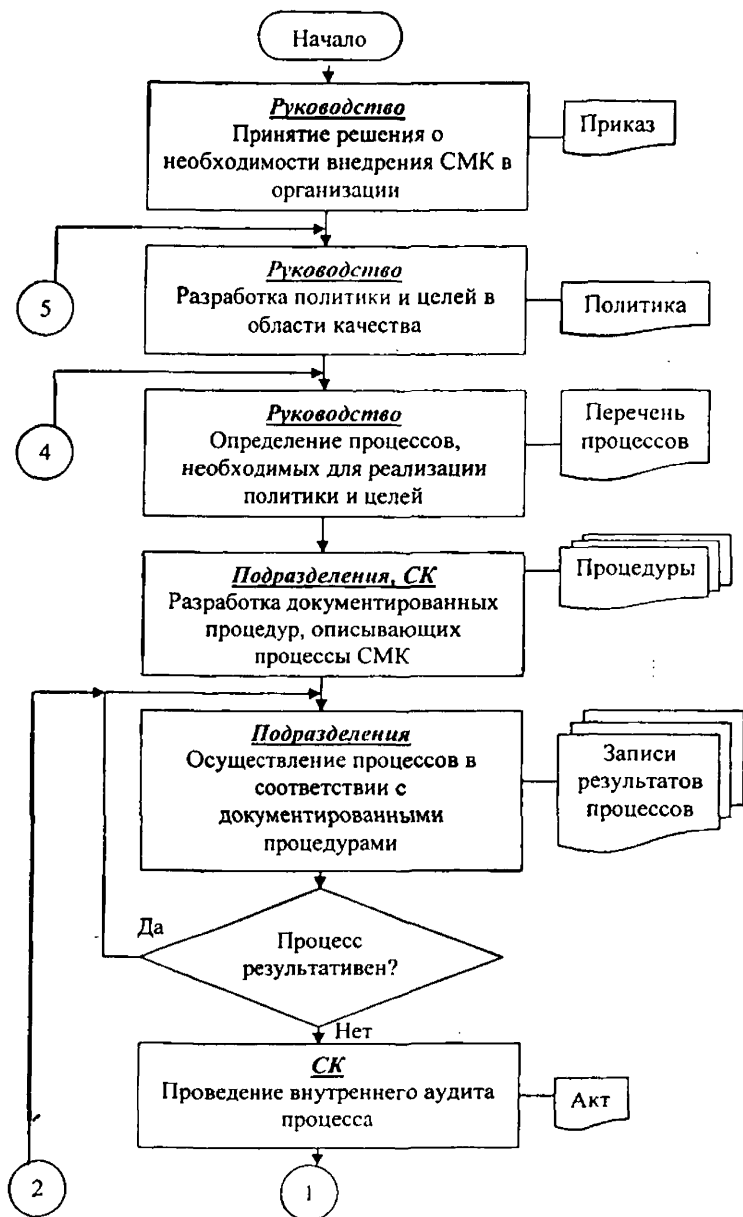 Начало
Руководство
Принятие решения о
необходимости внедрения СМК в
организации
Приказ
5
Руководство
Разработка политики и целей в
области качества
Политика
4
Руководство
Определение процессов,
необходимых для реализации
политики и целей
Перечень
процессов
Подразделения, СК
Разработка документированных
процедур, описывающих
процессы СМК
Процедуры
Подразделения
Осуществление процессов в
соответствии с
документированными
процедурами
Записи
результатов
процессов
Да
Процесс
результативен?
Нет
СК
Проведение внутреннего аудита
процесса
Акт
2
1